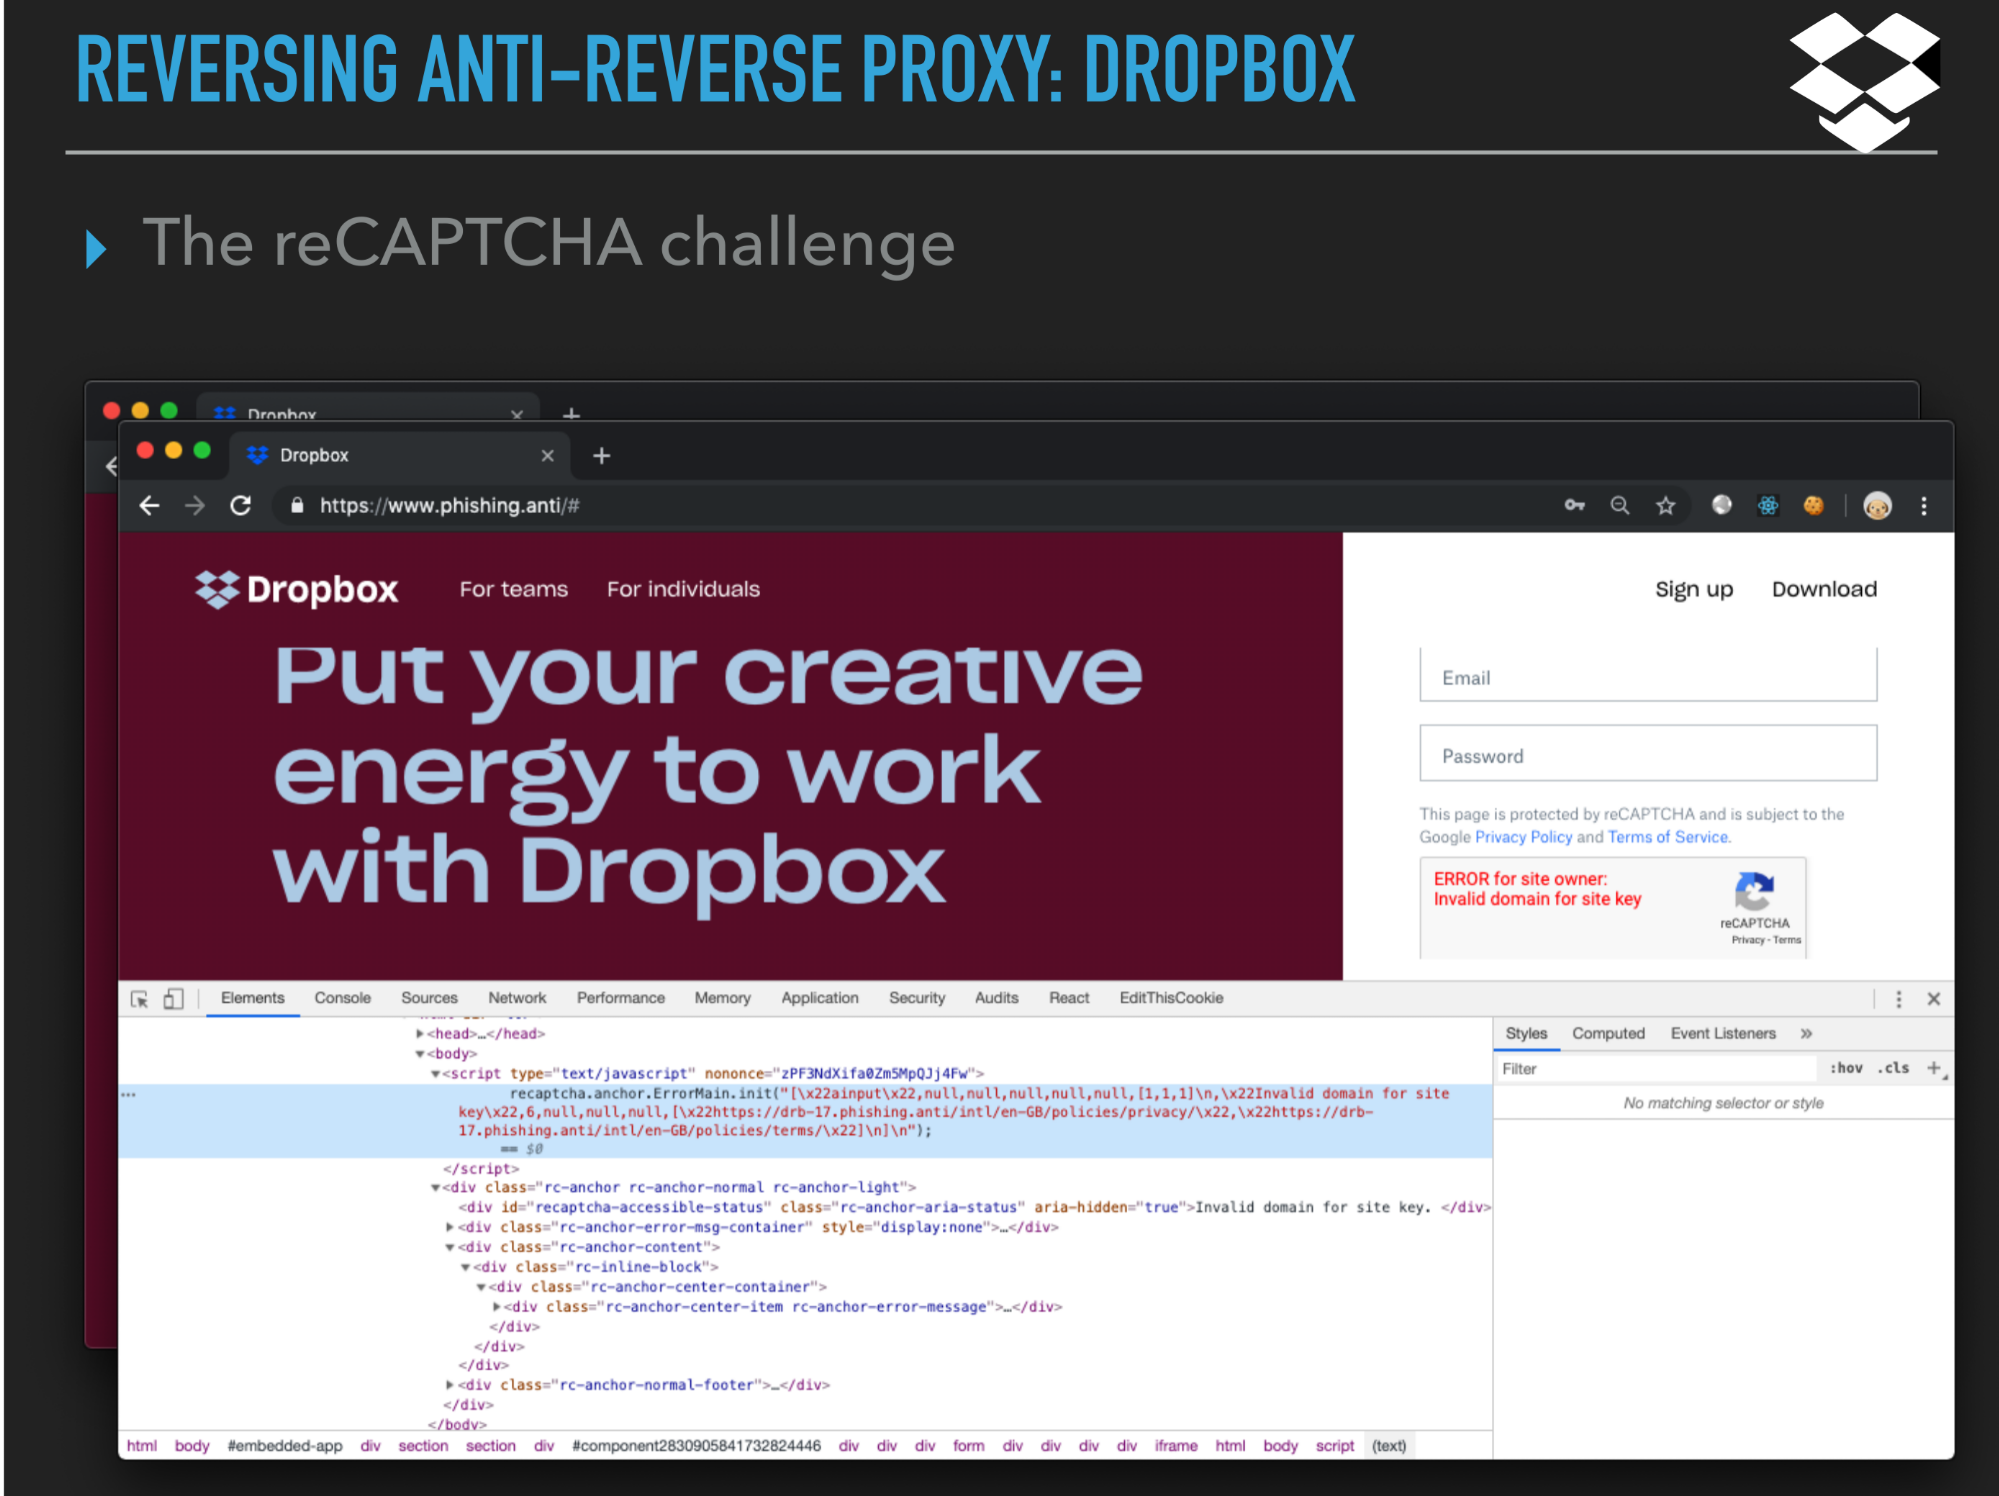 REVERSING ANTI-REVERSE PROXY: DROPBOX
The reCAPTCHA challenge
Dropbox
Dropbox
https://www.phishing.anti/#
Dropbox For teams For individuals Sign up Download
Put your creative
energy to work
with Dropbox
Email
Password
This page is protected by reCAPTCHA and is subject to the
Google Privacy Policy and Terms of Service.
ERROR for site owner:
Invalid domain for site key
reCAPTCHA
Privacy - Terms
Elements Console Sources Network Performance Memory Application Security Audits React EditThisCookie
<head>…</head>
<body>
<script type="text/javascript" nononce="zPF3NdXifa0Zm5MpQJj4Fw">
recaptcha.anchor.ErrorMain.init("[\x22ainput\x22,null,null,null,null,null,[1,1,1]\n,\x22Invalid domain for site
key\x22,6,null,null,null,[\x22https://drb-17.phishing.anti/intl/en-GB/policies/privacy/\x22,\x22https://drb-
17.phishing.anti/intl/en-GB/policies/terms/\x22]\n]\n");
== $0
</script>
<div class="rc-anchor rc-anchor-normal rc-anchor-light">
<div id="recaptcha-accessible-status" class="rc-anchor-aria-status" aria-hidden="true">Invalid domain for site key. </div>
<div class="rc-anchor-error-msg-container" style="display:none">…</div>
<div class="rc-anchor-content">
<div class="rc-inline-block">
<div class="rc-anchor-center-container">
<div class="rc-anchor-center-item rc-anchor-error-message">…</div>
</div>
</div>
</div>
<div class="rc-anchor-normal-footer">…</div>
</div>
</body>
html body #embedded-app div section section div #component2830905841732824446 div div div form div div div div iframe html body script (text)
Styles Computed Event Listeners »
Filter :hov .cls +
No matching selector or style